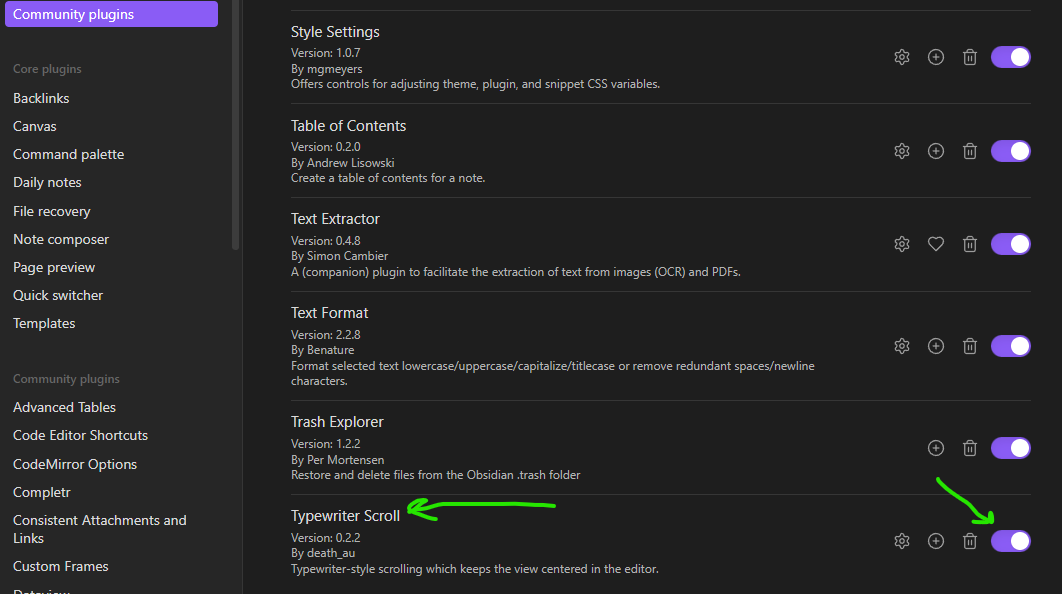 Community plugins
Core plugins
Backlinks
Canvas
Command palette
Daily notes
File recovery
Note composer
Page preview
Quick switcher
Templates
Community plugins
Advanced Tables
Code Editor Shortcuts
CodeMirror Options
Completr
Consistent Attachments and
Links
Custom Frames
Dataview
Style Settings
Version: 1.0.7
By mgmeyers
Offers controls for adjusting theme, plugin, and snippet CSS variables.
Table of Contents
Version: 0.2.0
By Andrew Lisowski
Create a table of contents for a note.
Text Extractor
Version: 0.4.8
By Simon Cambier
A (companion) plugin to facilitate the extraction of text from images (OCR) and PDFs.
Text Format
Version: 2.2.8
By Benature
Format selected text lowercase/uppercase/capitalize/titlecase or remove redundant spaces/newline
characters.
Trash Explorer
Version: 1.2.2
By Per Mortensen
Restore and delete files from the Obsidian .trash folder
Typewriter Scroll
Version: 0.2.2
By death_au
Typewriter-style scrolling which keeps the view centered in the editor.